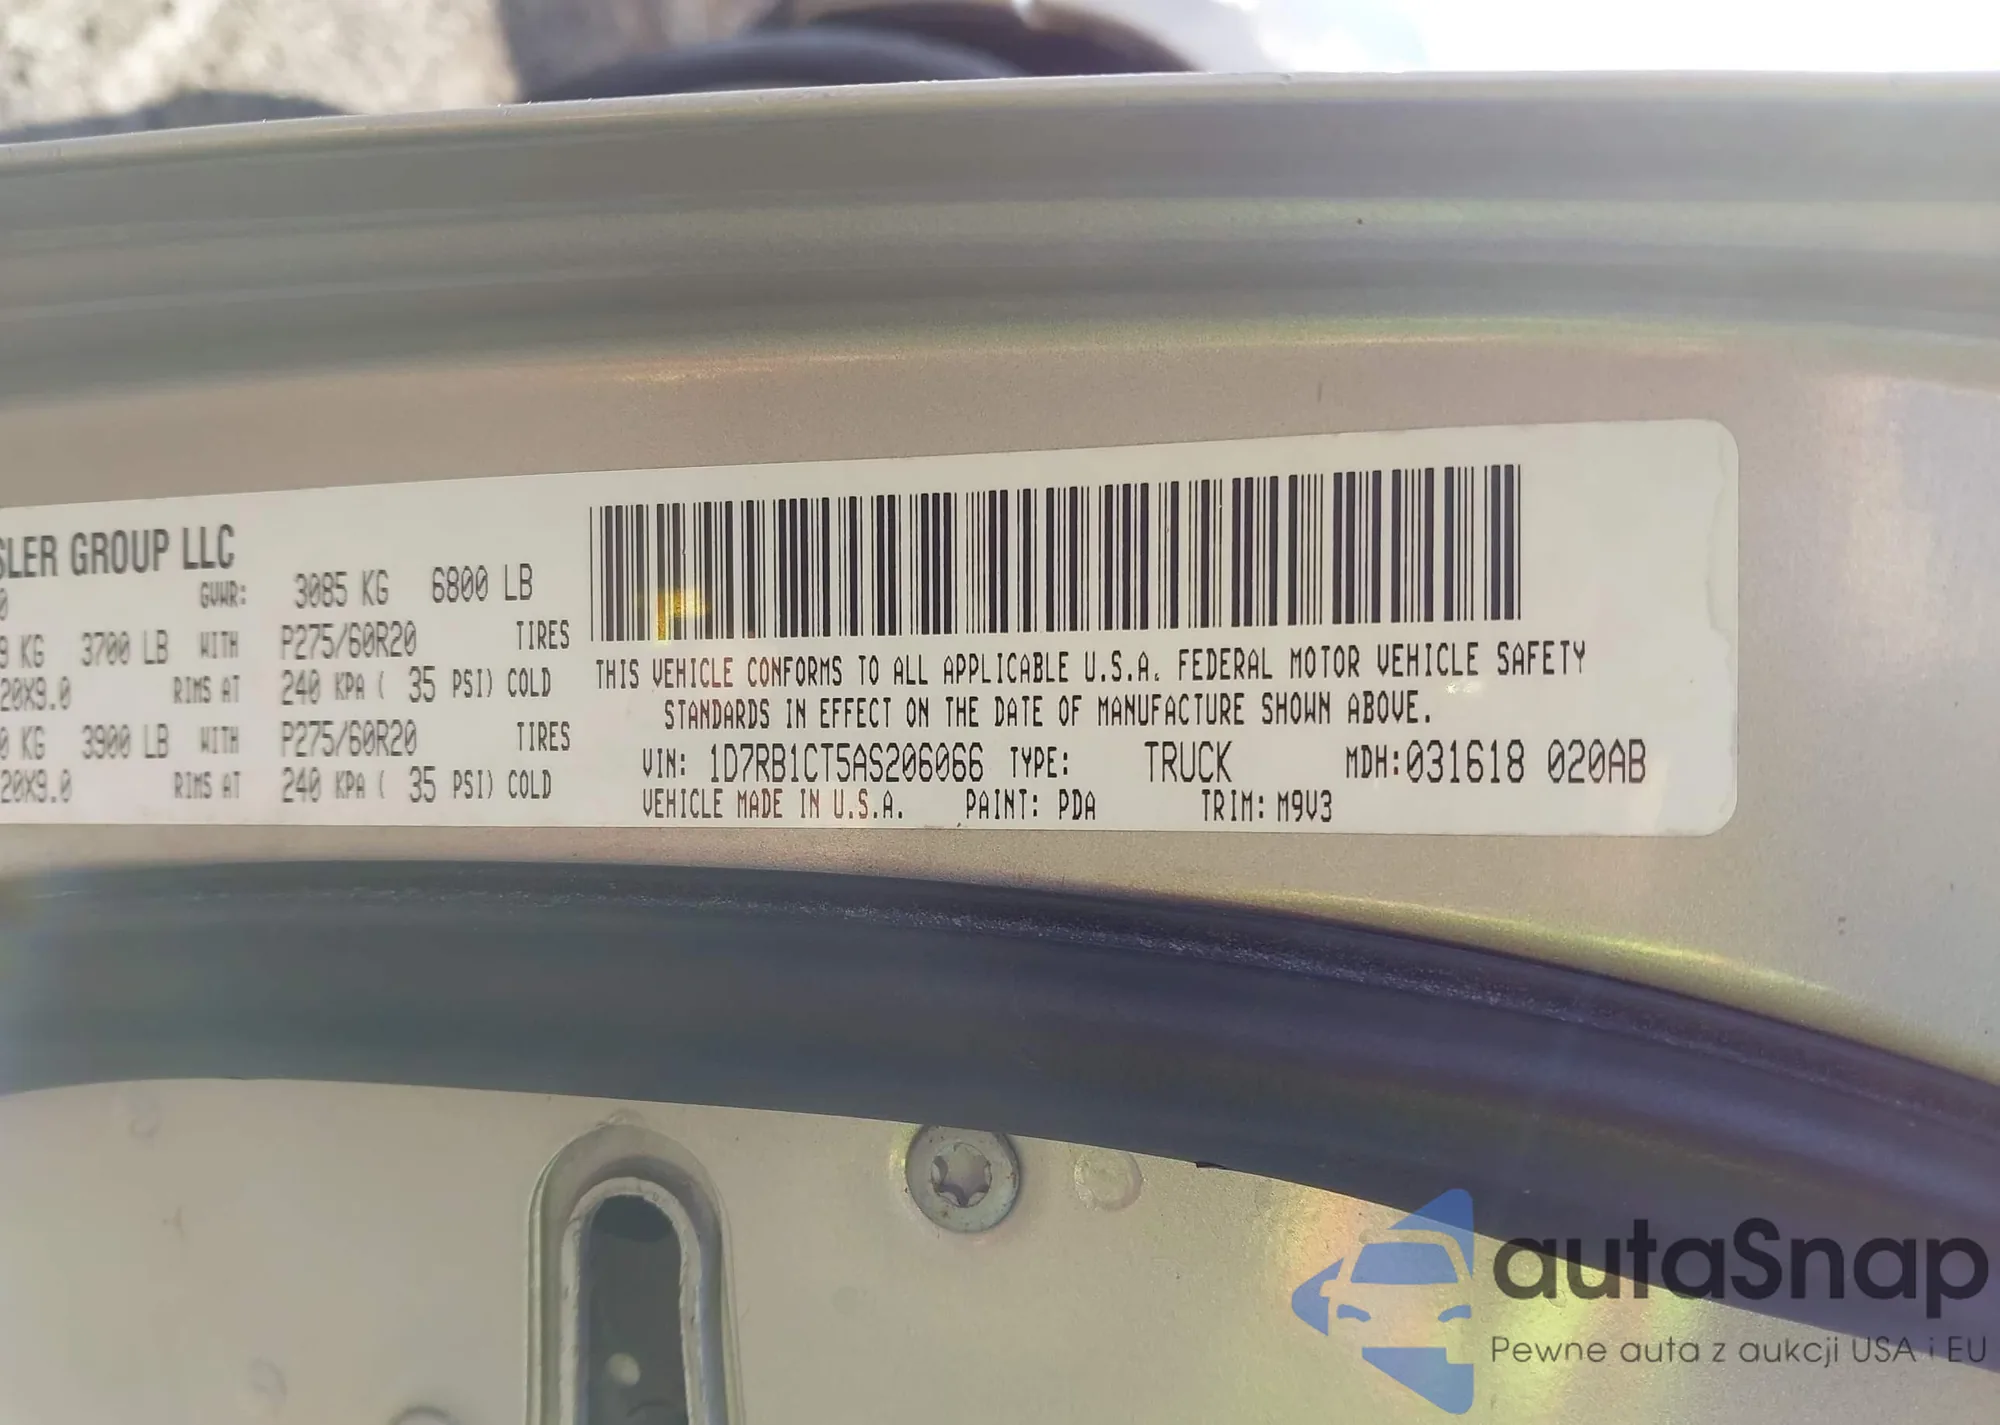 SLER GROUP LLC
0 GVWR: 3085 KG 6800 LB
9 KG 3700 LB WITH P275/60R20 TIRES
20X9.0 RIMS AT 240 KPA ( 35 PSI) COLD
0 KG 3900 LB WITH P275/60R20 TIRES
20X9.0 RIMS AT 240 KPA ( 35 PSI) COLD
THIS VEHICLE CONFORMS TO ALL APPLICABLE U.S.A. FEDERAL MOTOR VEHICLE SAFETY
STANDARDS IN EFFECT ON THE DATE OF MANUFACTURE SHOWN ABOVE.
VIN: 1D7RB1CT5AS206066 TYPE: TRUCK MDH:031618 020AB
VEHICLE MADE IN U.S.A. PAINT: PDA TRIM: M9V3
autaSnap
Pewne auta z aukcji USA i EU